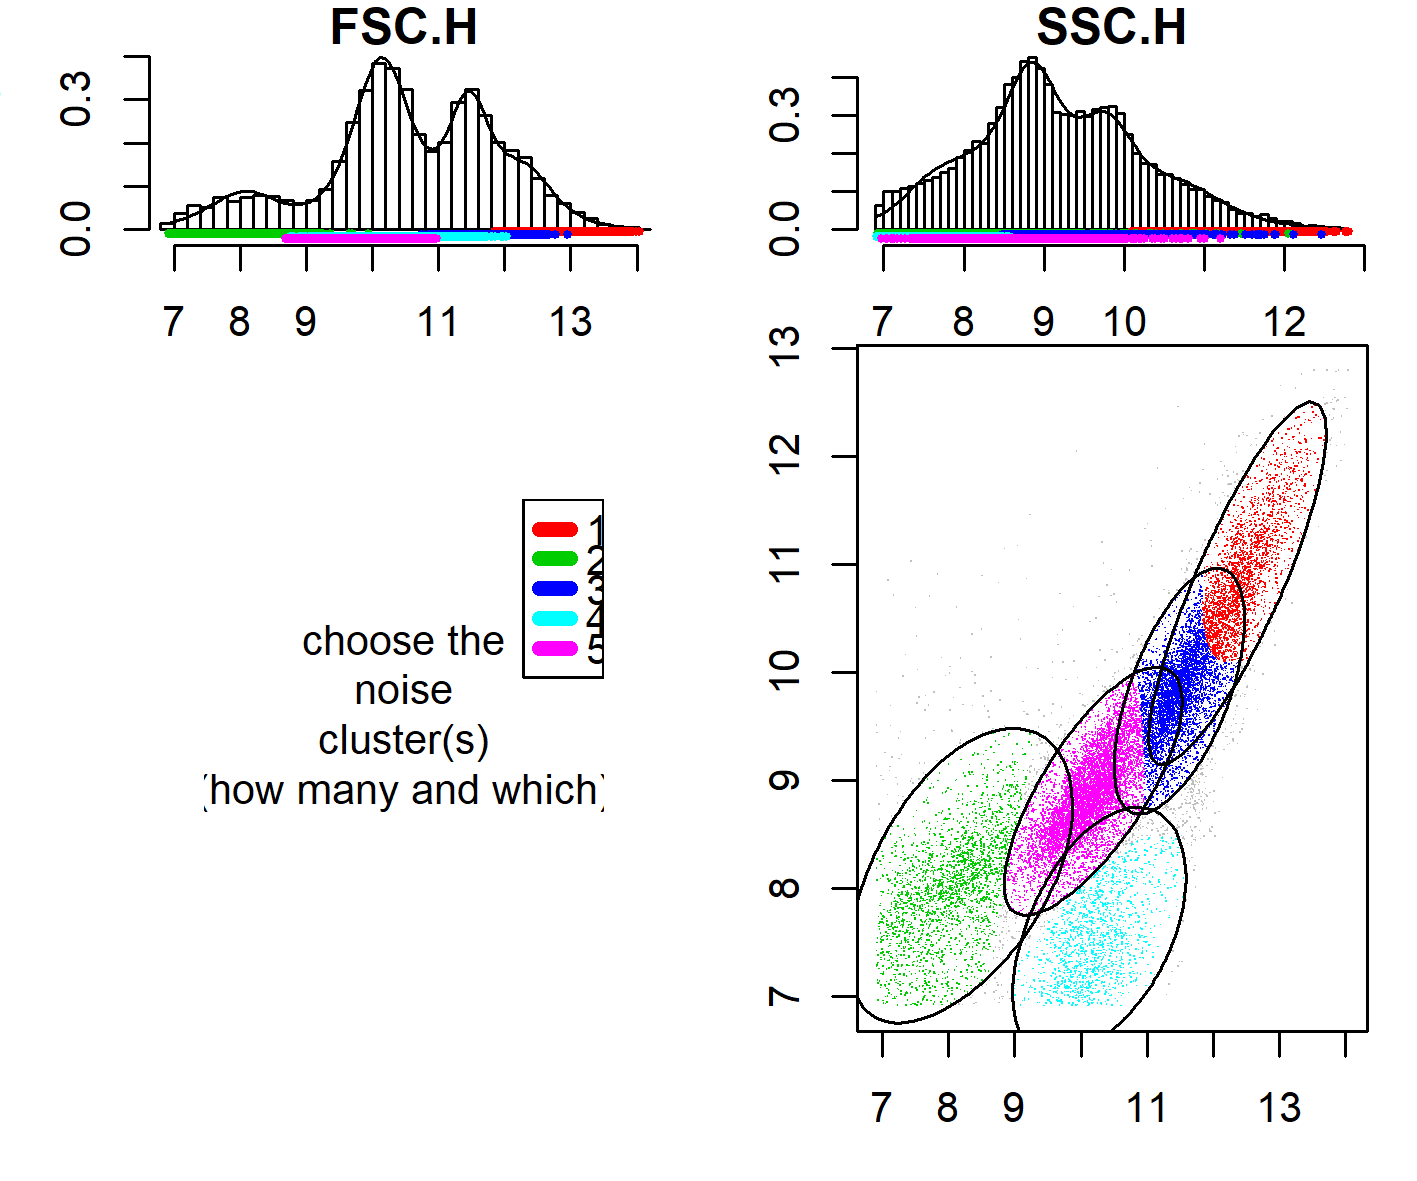 FSC.H
SSC.H
0.3
0.0
7 8 9 11 13
0.3
0.0
7 8 9 10 12
1
2
3
4
5
choose the
noise
cluster(s)
(how many and which)
13
12
11
10
9
8
7
7 8 9 11 13